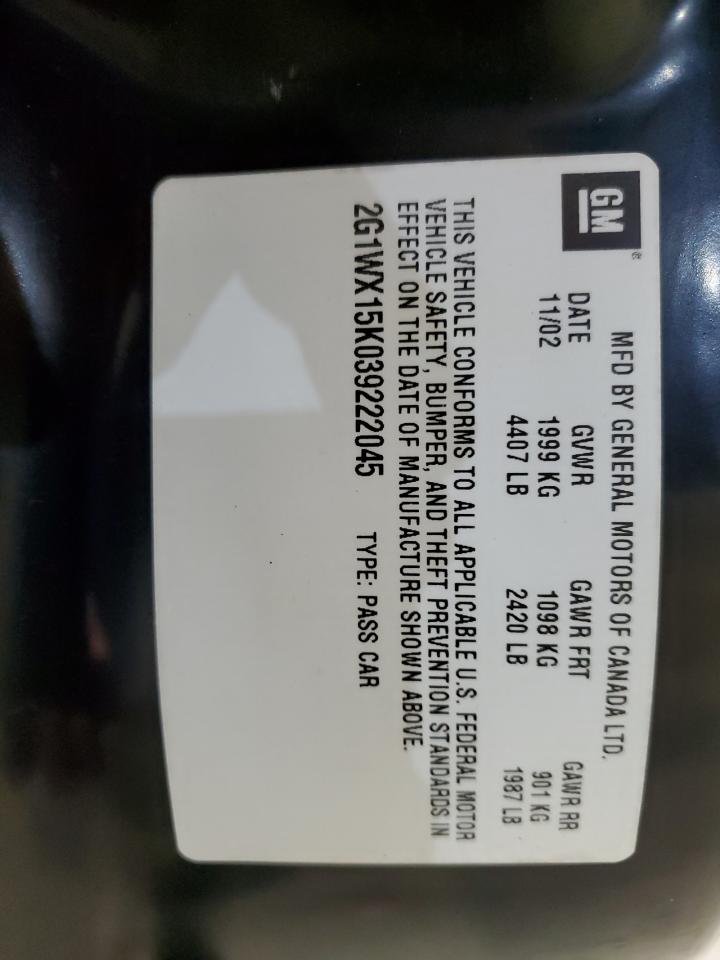 GM®
MFD BY GENERAL MOTORS OF CANADA LTD.
DATE GVWR GAWR FRT GAWR RR
11/02 1999 KG 1098 KG 901 KG
4407 LB 2420 LB 1987 LB
THIS VEHICLE CONFORMS TO ALL APPLICABLE U.S. FEDERAL MOTOR
VEHICLE SAFETY, BUMPER, AND THEFT PREVENTION STANDARDS IN
EFFECT ON THE DATE OF MANUFACTURE SHOWN ABOVE.
2G1WX15K039222045 TYPE: PASS CAR